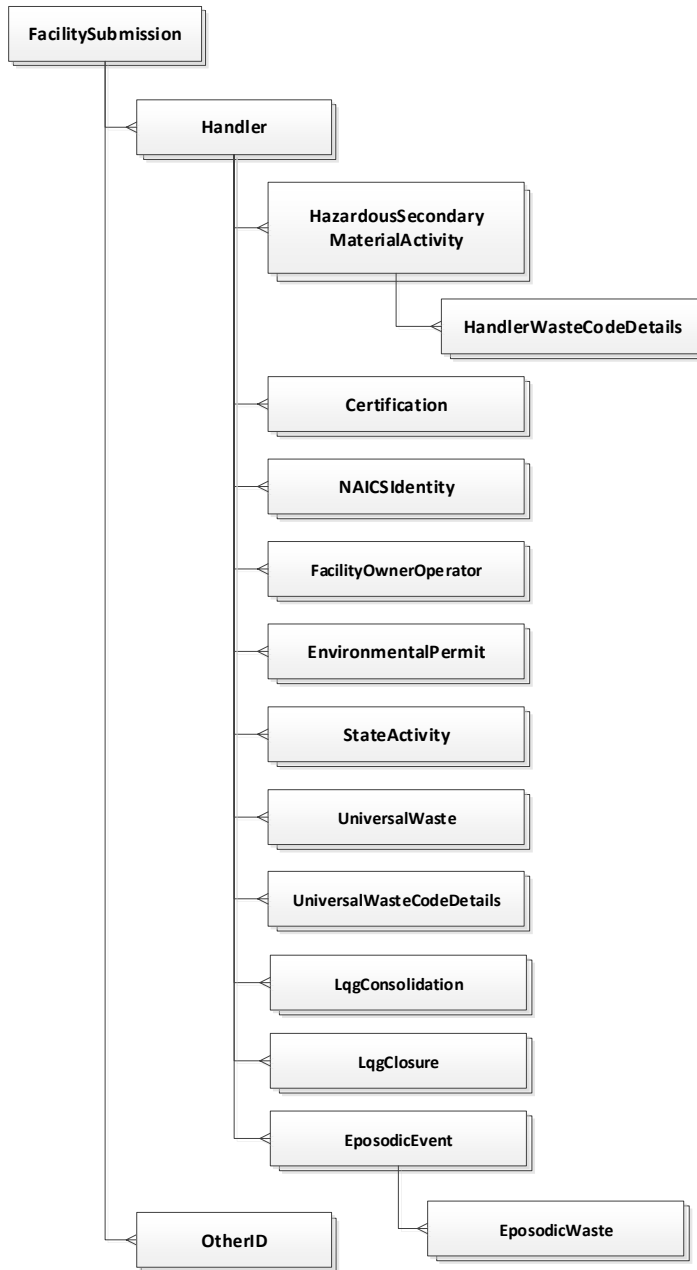 FacilitySubmission
Handler
HazardousSecondary
MaterialActivity
HandlerWasteCodeDetails
Certification
NAICSIdentity
FacilityOwnerOperator
EnvironmentalPermit
StateActivity
UniversalWaste
UniversalWasteCodeDetails
LqgConsolidation
LqgClosure
EposodicEvent
EposodicWaste
OtherID